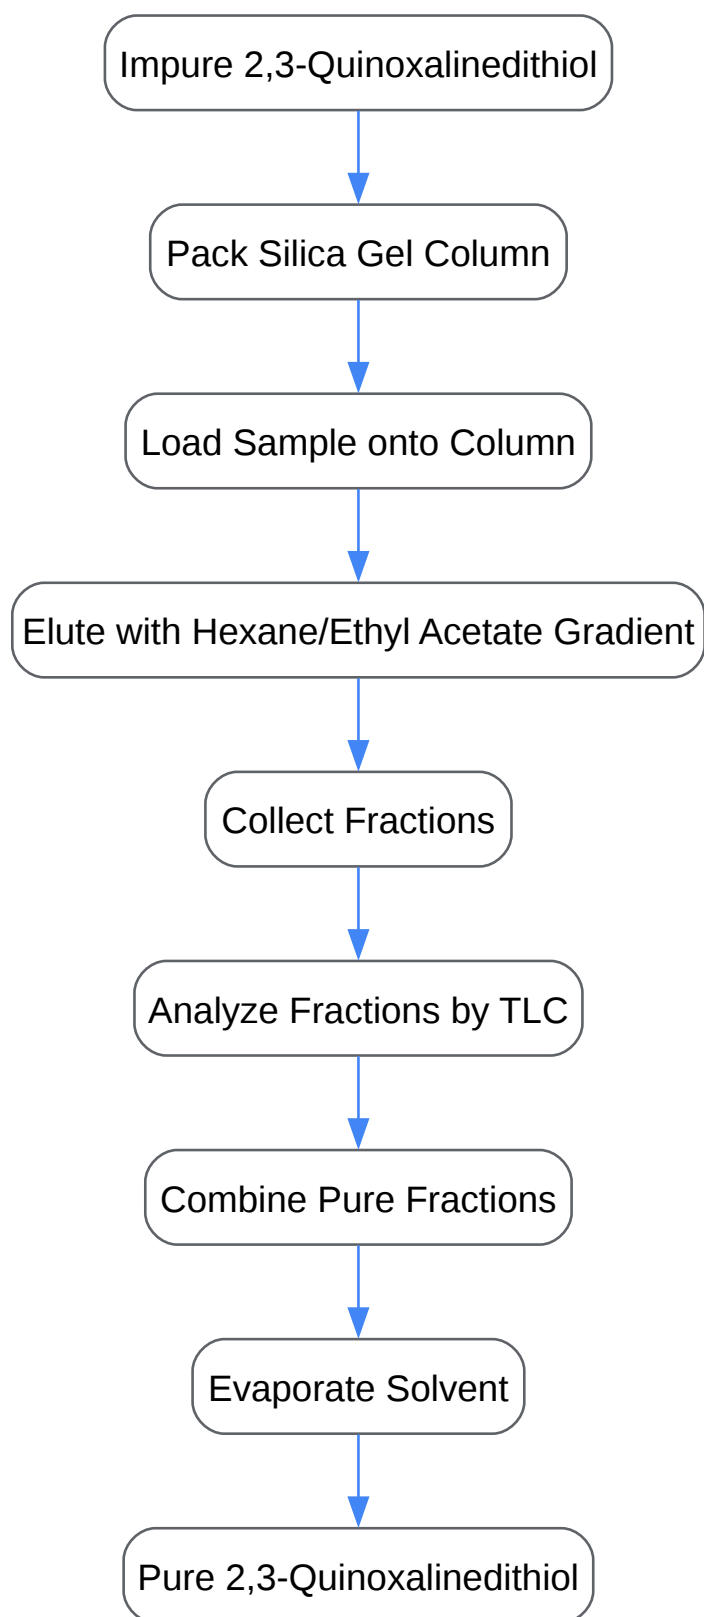 Impure 2,3-Quinoxalinedithiol
Pack Silica Gel Column
Load Sample onto Column
Elute with Hexane/Ethyl Acetate Gradient
Collect Fractions
Analyze Fractions by TLC
Combine Pure Fractions
Evaporate Solvent
Pure 2,3-Quinoxalinedithiol